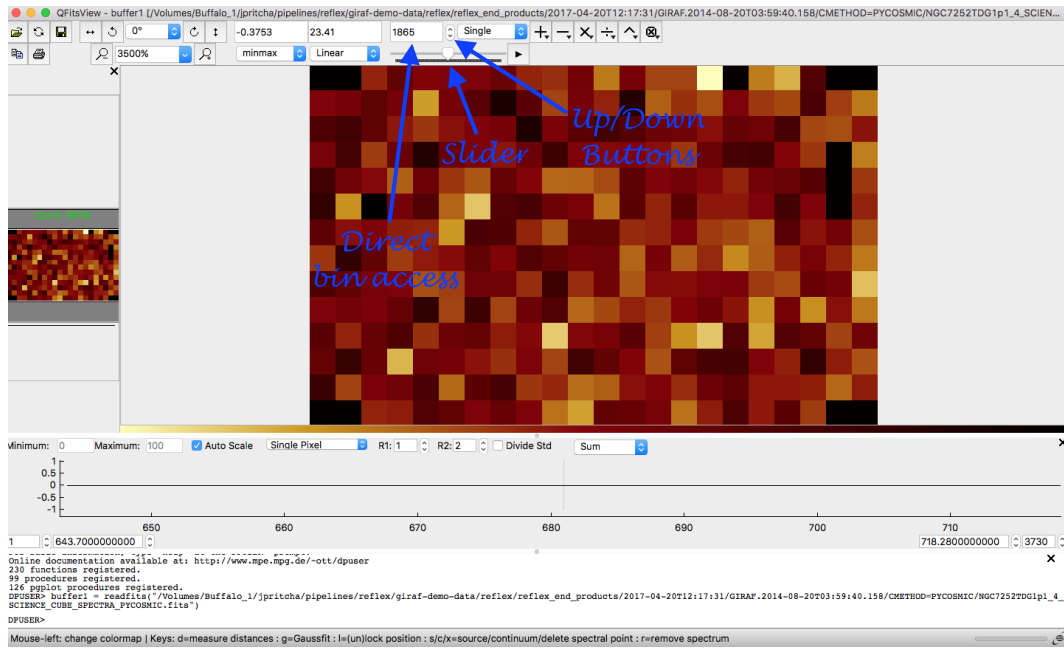 QFitsView - buffer1 [/Volumes/Buffalo_1/jpritcha/pipelines/reflex/giraf-demo-data/reflex/reflex_end_products/2017-04-20T12:17:31/GIRAF.2014-08-20T03:59:40.158/CMETHOD=PYCOSMIC/NGC7252TDG1p1_4_SCIEN...
0° -0.3753 23.41 1865 Single
3500% minmax Linear
Up/Down
Buttons
Slider
Direct
bin access
Minimum: 0 Maximum: 100 Auto Scale Single Pixel R1: 1 R2: 2 Divide Std Sum
1
0.5
0
-0.5
-1
650 660 670 680 690 700 710
1 643.7000000000 718.2800000000 3730
Online documentation available at: http://www.mpe.mpg.de/~ott/dpuser
230 functions registered.
99 procedures registered.
126 pgplot procedures registered.
DPUSER> buffer1 = readfits("/Volumes/Buffalo_1/jpritcha/pipelines/reflex/giraf-demo-data/reflex/reflex_end_products/2017-04-20T12:17:31/GIRAF.2014-08-20T03:59:40.158/CMETHOD=PYCOSMIC/NGC7252TDG1p1_4_
SCIENCE_CUBE_SPECTRA_PYCOSMIC.fits")
DPUSER>
Mouse-left: change colormap | Keys: d=measure distances : g=Gaussfit : l=(un)lock position : s/c/x=source/continuum/delete spectral point : r=remove spectrum